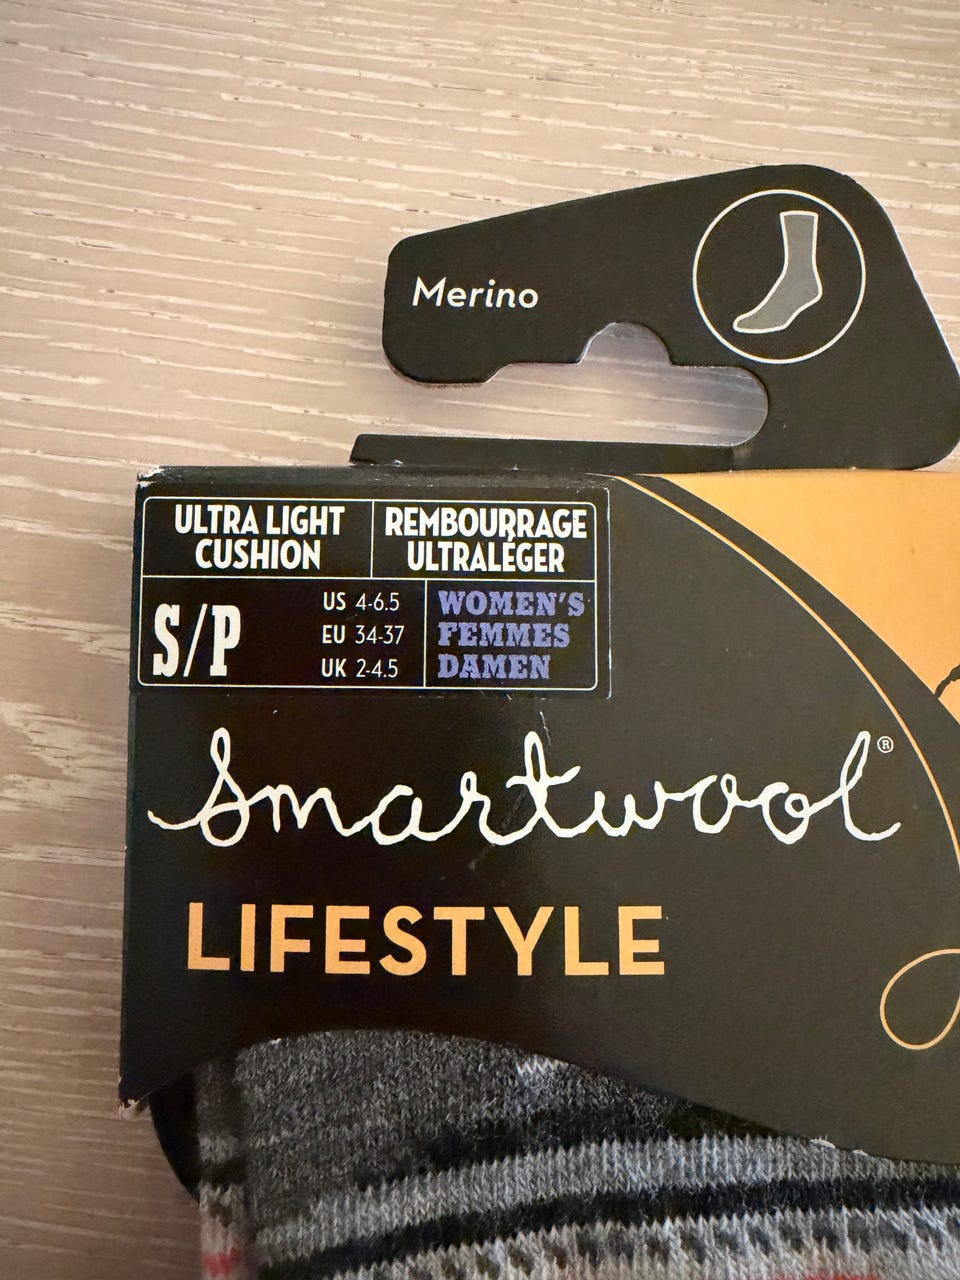 Merino
ULTRA LIGHT
CUSHION
REMBOURRAGE
ULTRALÉGER
S/P
US 4-6.5
EU 34-37
UK 2-4.5
WOMEN'S
FEMMES
DAMEN
Smartwool®
LIFESTYLE